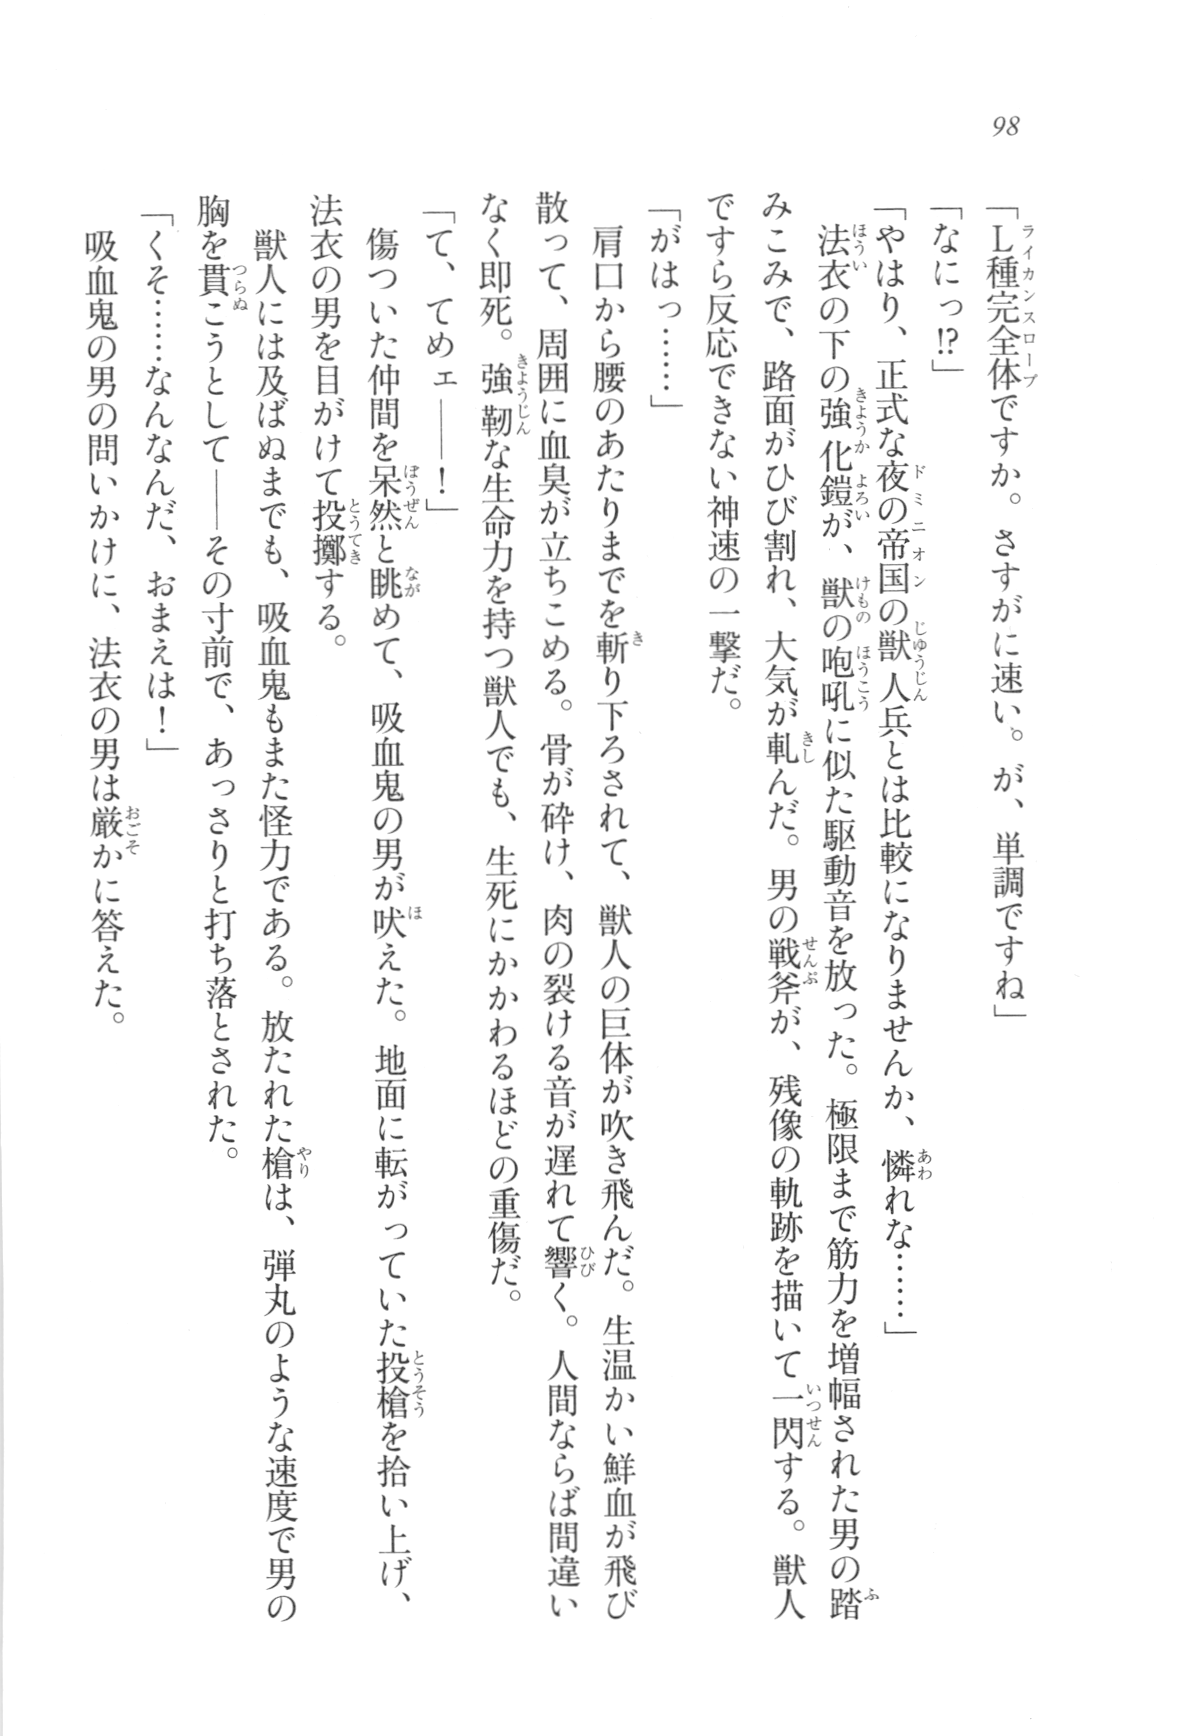 98
「L種完全体ですか。さすがに速い。が、単調ですね」
「なにっ!?」
「やはり、正式な夜の帝国の獣人兵とは比較になりませんか、憐れな……」
法衣の下の強化鎧が、獣の咆吼に似た駆動音を放った。極限まで筋力を増幅された男の踏
みこみで、路面がひび割れ、大気が軋んだ。男の戦斧が、残像の軌跡を描いて一閃する。獣人
ですら反応できない神速の一撃だ。
「がはっ……」
肩口から腰のあたりまでを斬り下ろされて、獣人の巨体が吹き飛んだ。生温かい鮮血が飛び
散って、周囲に血臭が立ちこめる。骨が砕け、肉の裂ける音が遅れて響く。人間ならば間違い
なく即死。強靭な生命力を持つ獣人でも、生死にかかわるほどの重傷だ。
「て、てめェ――！」
傷ついた仲間を呆然と眺めて、吸血鬼の男が吠えた。地面に転がっていた投槍を拾い上げ、
法衣の男を目がけて投擲する。
獣人には及ばぬまでも、吸血鬼もまた怪力である。放たれた槍は、弾丸のような速度で男の
胸を貫こうとして――その寸前で、あっさりと打ち落とされた。
「くそ……なんなんだ、おまえは！」
吸血鬼の男の問いかけに、法衣の男は厳かに答えた。